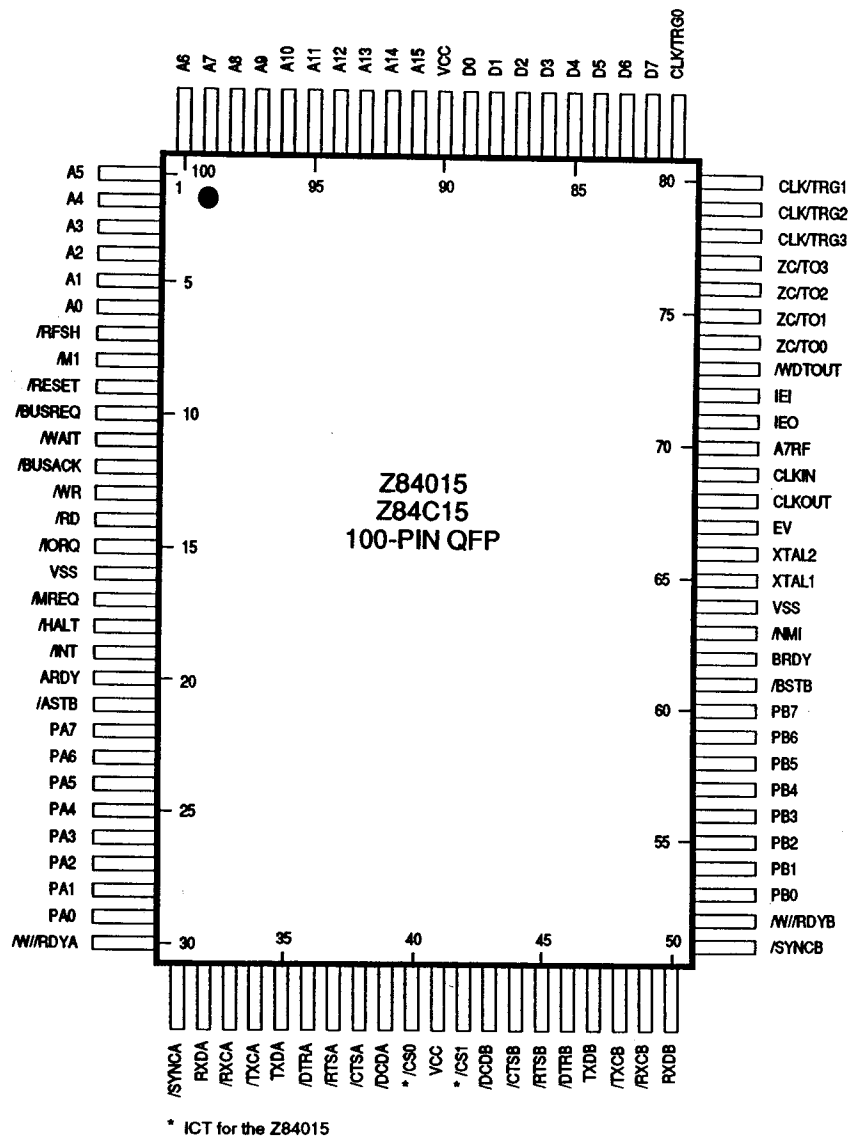 A6 A7 A8 A9 A10 A11 A12 A13 A14 A15 VCC D0 D1 D2 D3 D4 D5 D6 D7 CLK/TRG0
1 100 95 90 85 80
A5
A4
A3
A2
A1
5
A0
/RFSH
/M1
/RESET
/BUSREQ
10
/WAIT
/BUSACK
/WR
/RD
/IORQ
15
VSS
/MREQ
/HALT
/INT
ARDY
20
/ASTB
PA7
PA6
PA5
PA4
25
PA3
PA2
PA1
PA0
/W//RDYA
30
Z84015
Z84C15
100-PIN QFP
CLK/TRG1
CLK/TRG2
CLK/TRG3
ZC/TO3
ZC/TO2
75
ZC/TO1
ZC/TO0
/WDTOUT
IEI
IEO
70
A7RF
CLKIN
CLKOUT
EV
XTAL2
65
XTAL1
VSS
/NMI
BRDY
/BSTB
60
PB7
PB6
PB5
PB4
PB3
55
PB2
PB1
PB0
/W//RDYB
/SYNCB
35 40 45 50
/SYNCA RXDA /RXCA /TXCA TXDA /DTRA /RTSA /CTSA /DCDA * /CS0 VCC * /CS1 /DCDB /CTSB /RTSB /DTRB TXDB /TXCB /RXCB RXDB
* ICT for the Z84015